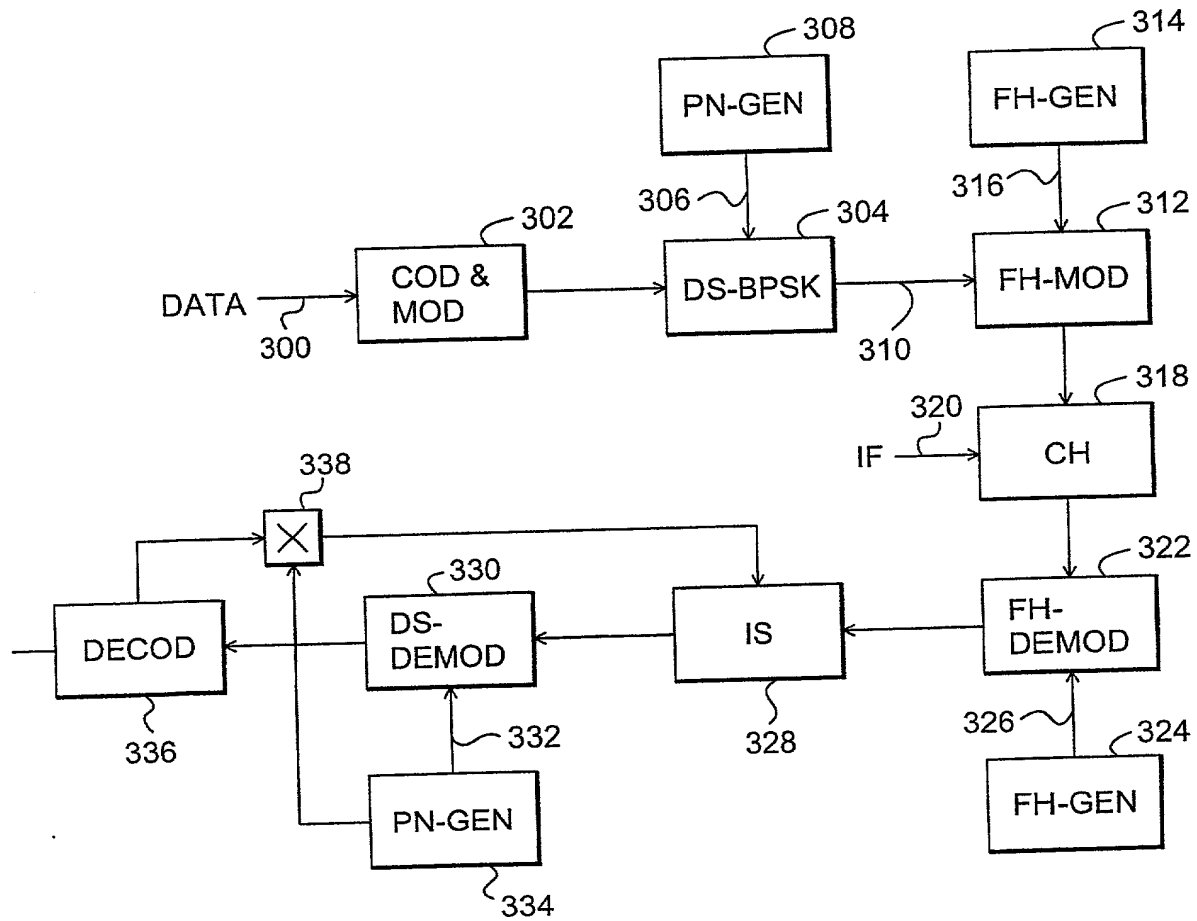 308
PN-GEN
314
FH-GEN
306
316
302
COD &
MOD
304
DS-BPSK
312
FH-MOD
DATA
300
310
318
CH
320
IF
338
330
DS-
DEMOD
IS
322
FH-
DEMOD
DECOD
336
332
328
326
324
PN-GEN
FH-GEN
334